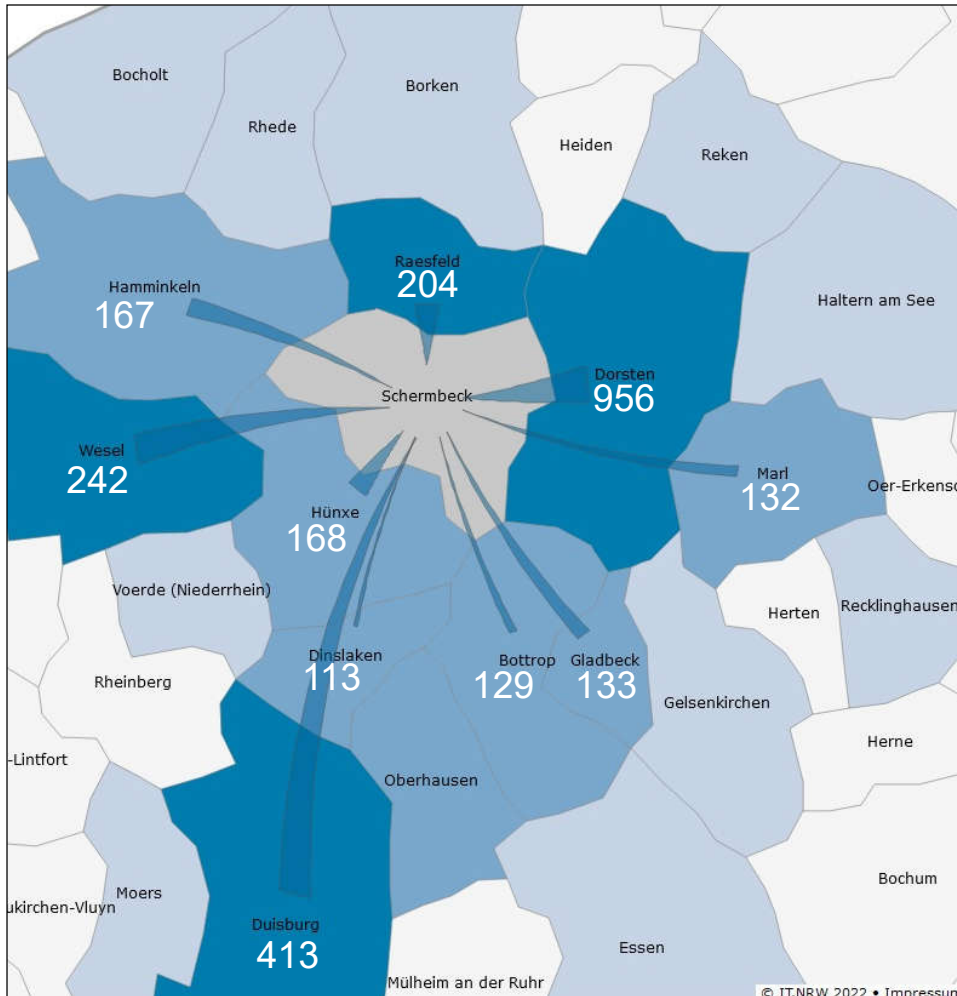 Bocholt
Borken
Rhede
Heiden
Reken
Raesfeld
204
Hamminkeln
167
Haltern am See
Schermbeck
Dorsten
956
Wesel
242
Marl
132
Oer-Erkensc
Hünxe
168
Voerde (Niederrhein)
Herten
Recklinghausen
Dinslaken
113
Bottrop
129
Gladbeck
133
Rheinberg
Gelsenkirchen
Herne
-Lintfort
Oberhausen
Moers
Bochum
ukirchen-Vluyn
Duisburg
413
Essen
Mülheim an der Ruhr
© IT.NRW 2022 • Impressum